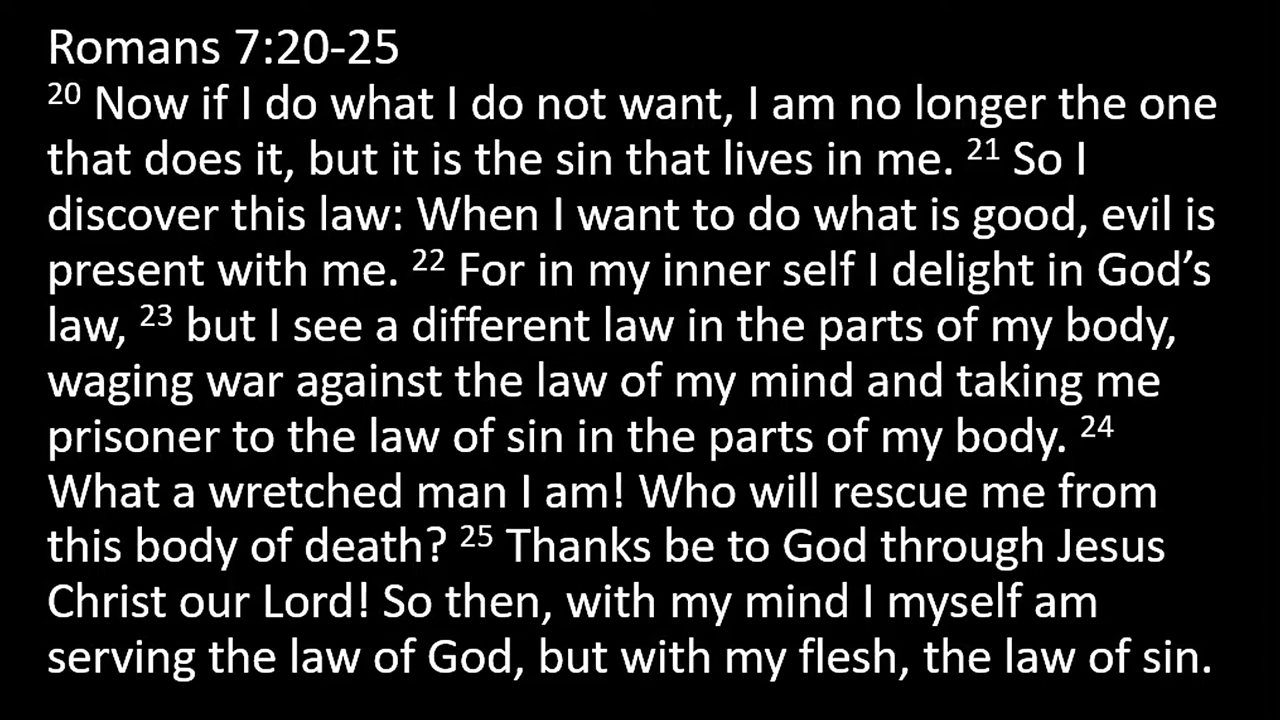 Romans 7:20-25
20 Now if I do what I do not want, I am no longer the one
that does it, but it is the sin that lives in me. 21 So I
discover this law: When I want to do what is good, evil is
present with me. 22 For in my inner self I delight in God’s
law, 23 but I see a different law in the parts of my body,
waging war against the law of my mind and taking me
prisoner to the law of sin in the parts of my body. 24
What a wretched man I am! Who will rescue me from
this body of death? 25 Thanks be to God through Jesus
Christ our Lord! So then, with my mind I myself am
serving the law of God, but with my flesh, the law of sin.